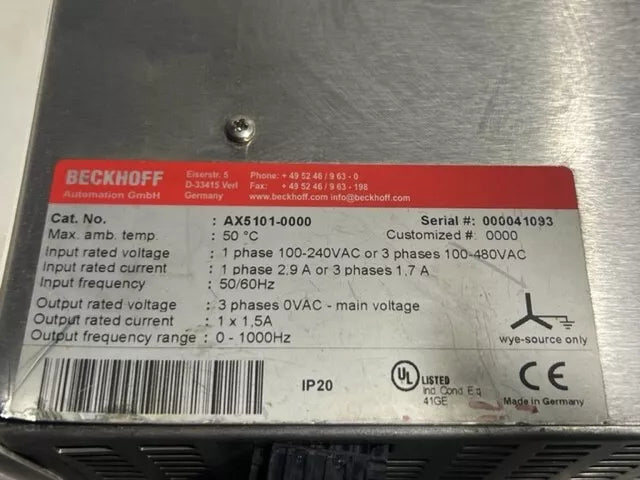 BECKHOFF
Automation GmbH
Eiserstr. 5
D-33415 Verl
Germany
Phone: + 49 52 46 / 9 63 - 0
Fax: + 49 52 46 / 9 63 - 198
www.beckhoff.com info@beckhoff.com
Cat. No. : AX5101-0000 Serial #: 000041093
Max. amb. temp. : 50 °C Customized #: 0000
Input rated voltage : 1 phase 100-240VAC or 3 phases 100-480VAC
Input rated current : 1 phase 2.9 A or 3 phases 1,7 A
Input frequency : 50/60Hz
Output rated voltage : 3 phases 0VAC - main voltage
Output rated current : 1 x 1,5A
Output frequency range : 0 - 1000Hz
wye-source only
IP20
UL LISTED
Ind. Cond. Eq.
41GE
CE
Made in Germany